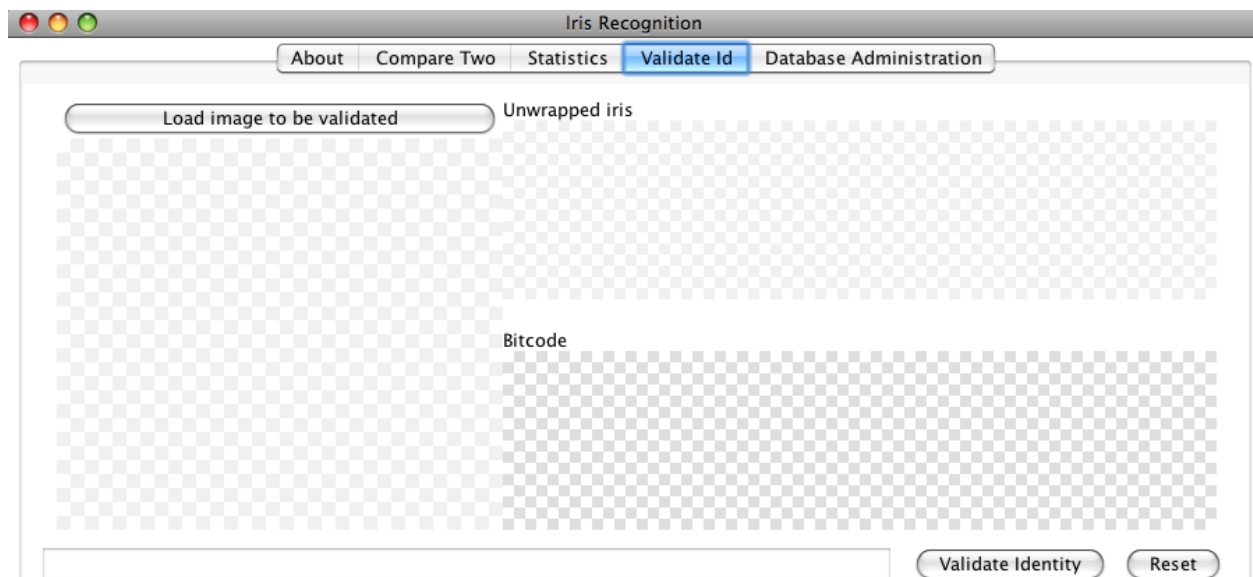 Iris Recognition
About Compare Two Statistics Validate Id Database Administration
Load image to be validated
Unwrapped iris
Bitcode
Validate Identity Reset